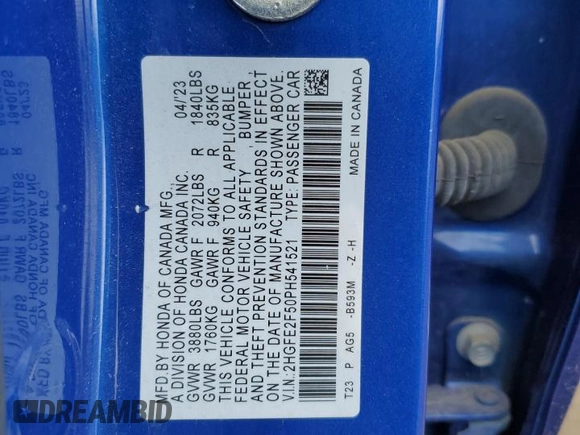 MFD BY HONDA OF CANADA MFG. 04/'23
A DIVISION OF HONDA CANADA INC.
GVWR 3880LBS GAWR F 2072LBS R 1840LBS
GVWR 1760KG GAWR F 940KG R 835KG
THIS VEHICLE CONFORMS TO ALL APPLICABLE
FEDERAL MOTOR VEHICLE SAFETY, BUMPER,
AND THEFT PREVENTION STANDARDS IN EFFECT
ON THE DATE OF MANUFACTURE SHOWN ABOVE.
V.I.N.:2HGFE2F50PH541521 TYPE: PASSENGER CAR
T23 P AG5 -B593M -Z -H MADE IN CANADA
DREAMBID